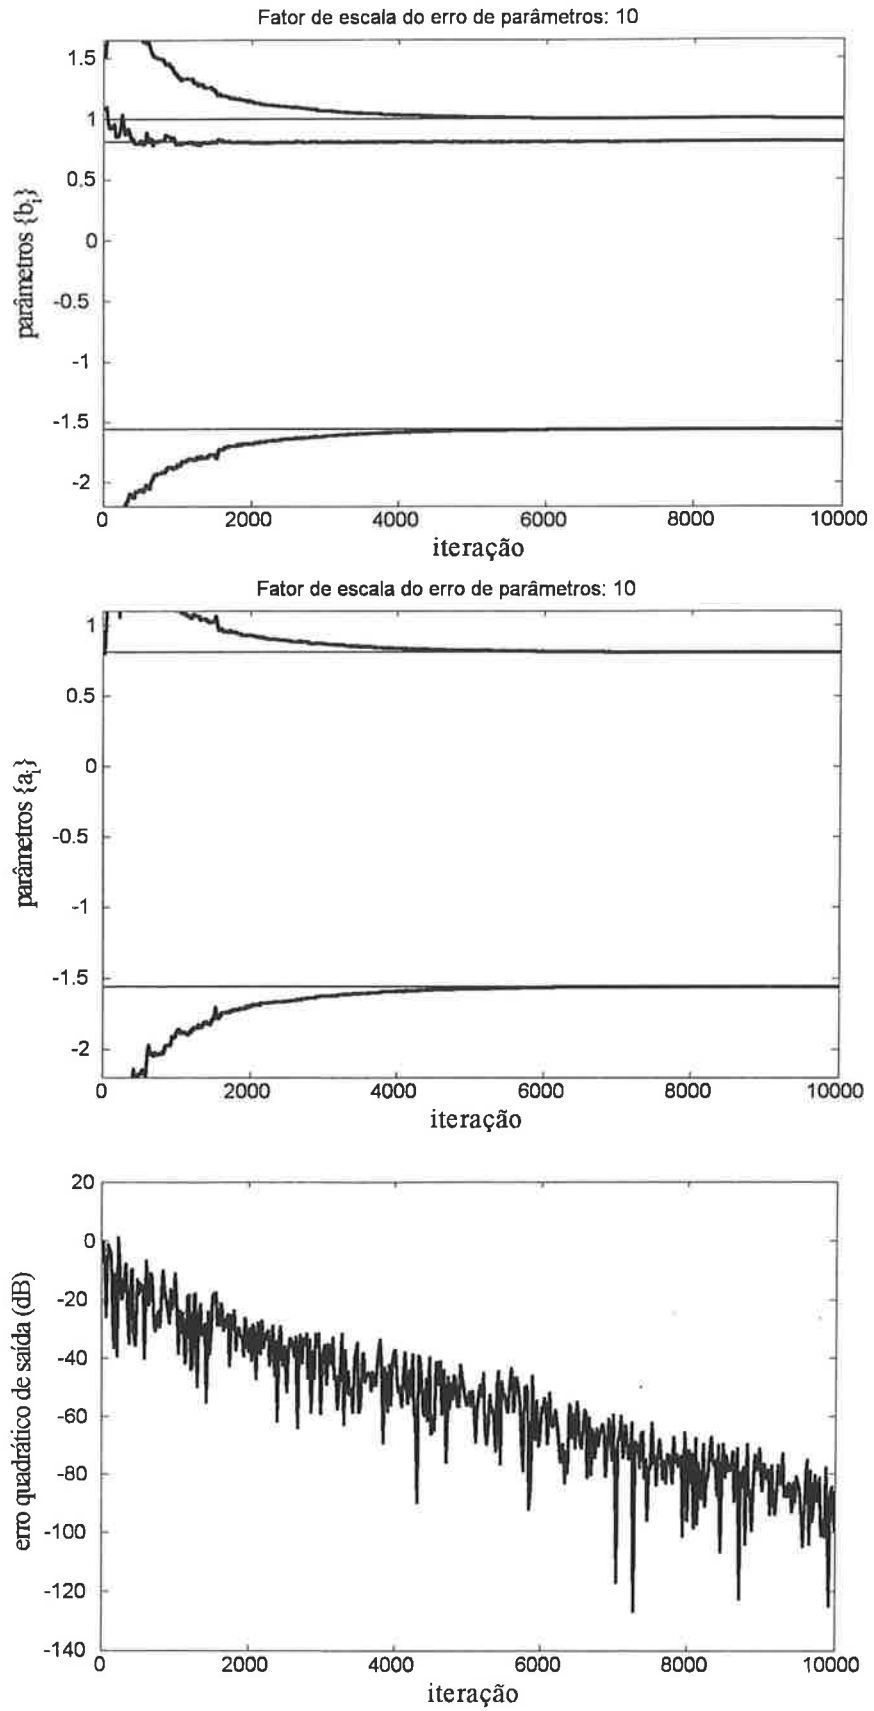 Fator de escala do erro de parâmetros: 10
1.5
1
0.5
0
-0.5
-1
-1.5
-2
parâmetros {bᵢ}
0 2000 4000 6000 8000 10000
iteração
Fator de escala do erro de parâmetros: 10
1
0.5
0
-0.5
-1
-1.5
-2
parâmetros {aᵢ}
0 2000 4000 6000 8000 10000
iteração
20
0
-20
-40
-60
-80
-100
-120
-140
erro quadrático de saída (dB)
0 2000 4000 6000 8000 10000
iteração